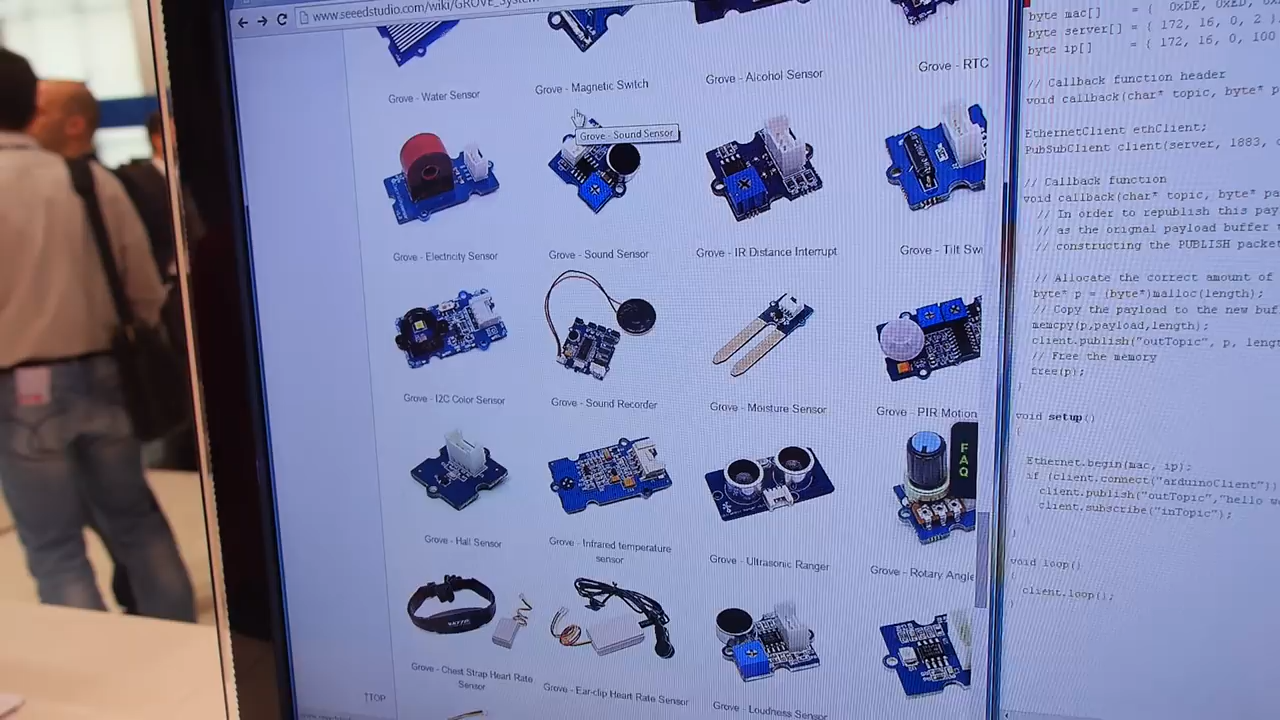 www.seeedstudio.com/wiki/GROVE_System
Grove - Water Sensor
Grove - Magnetic Switch
Grove - Alcohol Sensor
Grove - RTC
Grove - Sound Sensor
Grove - Electricity Sensor
Grove - Sound Sensor
Grove - IR Distance Interrupt
Grove - Tilt Swi
Grove - I2C Color Sensor
Grove - Sound Recorder
Grove - Moisture Sensor
Grove - PIR Motion
FAQ
Grove - Hall Sensor
Grove - Infrared temperature
sensor
Grove - Ultrasonic Ranger
Grove - Rotary Angle
Grove - Chest Strap Heart Rate
Sensor
Grove - Ear-clip Heart Rate Sensor
Grove - Loudness Sensor
↑TOP
byte mac[] = { 0xDE, 0xED,
byte server[] = { 172, 16, 0, 2 }
byte ip[] = { 172, 16, 0, 100
// Callback function header
void callback(char* topic, byte* p
EthernetClient ethClient;
PubSubClient client(server, 1883, c
// Callback function
void callback(char* topic, byte* pa
// In order to republish this pay
// as the orignal payload buffer
// constructing the PUBLISH packet
// Allocate the correct amount of
byte* p = (byte*)malloc(length);
// Copy the payload to the new buf
memcpy(p,payload,length);
client.publish("outTopic", p, lengt
// Free the memory
free(p);
}
void setup()
{
Ethernet.begin(mac, ip);
if (client.connect("arduinoClient"))
client.publish("outTopic","hello w
client.subscribe("inTopic");
}
}
void loop()
{
client.loop();
}